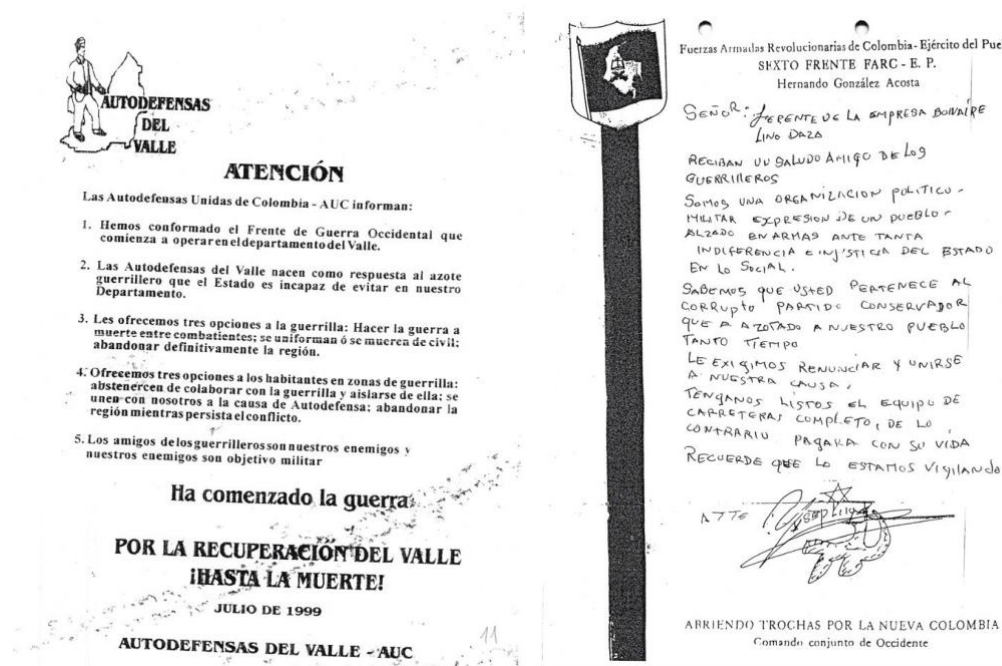 AUTODEFENSAS
DEL
VALLE
ATENCIÓN
Las Autodefensas Unidas de Colombia - AUC informan:
1. Hemos conformado el Frente de Guerra Occidental que
comienza a operar en el departamento del Valle.
2. Las Autodefensas del Valle nacen como respuesta al azote
guerrillero que el Estado es incapaz de evitar en nuestro
Departamento.
3. Les ofrecemos tres opciones a la guerrilla: Hacer la guerra a
muerte entre combatientes; se uniforman ó se mueren de civil;
abandonar definitivamente la región.
4. Ofrecemos tres opciones a los habitantes en zonas de guerrilla:
abstenercen de colaborar con la guerrilla y aislarse de ella; se
unen con nosotros a la causa de Autodefensa; abandonar la
región mientras persista el conflicto.
5. Los amigos de los guerrilleros son nuestros enemigos y
nuestros enemigos son objetivo militar
Ha comenzado la guerra
POR LA RECUPERACIÓN DEL VALLE
¡HASTA LA MUERTE!
JULIO DE 1999
AUTODEFENSAS DEL VALLE - AUC
11
Fuerzas Armadas Revolucionarias de Colombia - Ejército del Pue
SEXTO FRENTE FARC - E. P.
Hernando González Acosta
SEÑOR: JERENTE DE LA EMPRESA BONAIRE
LINO DAZA
RECIBAN UN SALUDO AMIGO DE LOS
GUERRILLEROS
SOMOS UNA ORGANIZACION POLITICO-
MILITAR EXPRESION DE UN PUEBLO
ALZADO EN ARMAS ANTE TANTA
INDIFERENCIA E INJSTICIA DEL ESTADO
EN LO SOCIAL.
SABEMOS QUE USTED PERTENECE AL
CORRUPTO PARTIDO CONSERVADOR
QUE A AZOTADO A NUESTRO PUEBLO
TANTO TIEMPO
LE EXIGIMOS RENUNCIAR Y UNIRSE
A NUESTRA CAUSA,
TENGANOS LISTOS EL EQUIPO DE
CARRETERAS COMPLETO, DE LO
CONTRARIO PAGARA CON SU VIDA
RECUERDE QUE LO ESTAMOS VIGILANDO
ATTE
ABRIENDO TROCHAS POR LA NUEVA COLOMBIA
Comando conjunto de Occidente